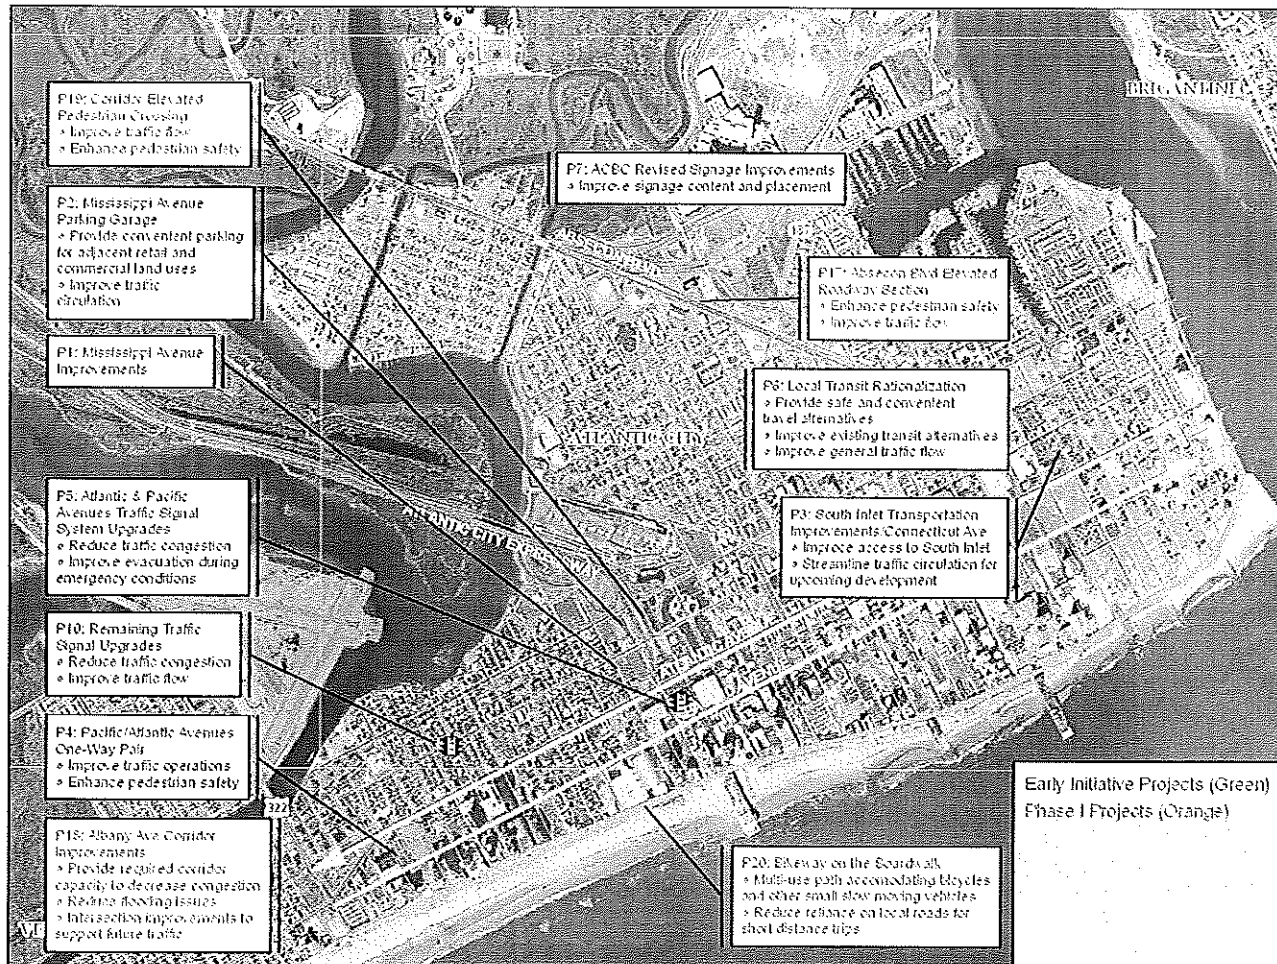 P19: Corridor Elevated
Pedestrian Crossing
» Improve traffic flow
» Enhance pedestrian safety
P2: Mississippi Avenue
Parking Garage
» Provide convenient parking
for adjacent retail and
commercial land uses
» Improve traffic
circulation
P1: Mississippi Avenue
Improvements
P5: Atlantic & Pacific
Avenues Traffic Signal
System Upgrades
» Reduce traffic congestion
» Improve evacuation during
emergency conditions
P10: Remaining Traffic
Signal Upgrades
» Reduce traffic congestion
» Improve traffic flow
P4: Pacific/Atlantic Avenues
One-Way Pair
» Improve traffic operations
» Enhance pedestrian safety
Albany Ave Corridor
Improvements
» Provide required corridor
capacity to decrease congestion
» Reduce flooding issues
» Intersection improvements to
support future traffic
322
P7: ACBC Revised Signage Improvements
» Improve signage content and placement
BRIGANTINE
187
P17: Absecon Blvd Elevated
Roadway Section
» Enhance pedestrian safety
» Improve traffic flow
P6: Local Transit Rationalization
» Provide safe and convenient
travel alternatives
» Improve existing transit alternatives
» Improve general traffic flow
ATLANTIC CITY
P3: South Inlet Transportation
Improvements/Connecticut Ave
» Improce access to South Inlet
» Streamline traffic circulation for
upcoming development
P20: Bikeway on the Boardwalk
» Multi-use path accomodating bicycles
and other small slow moving vehicles
» Reduce reliance on local roads for
short distance trips
Early Initiative Projects (Green)
Phase I Projects (Orange)